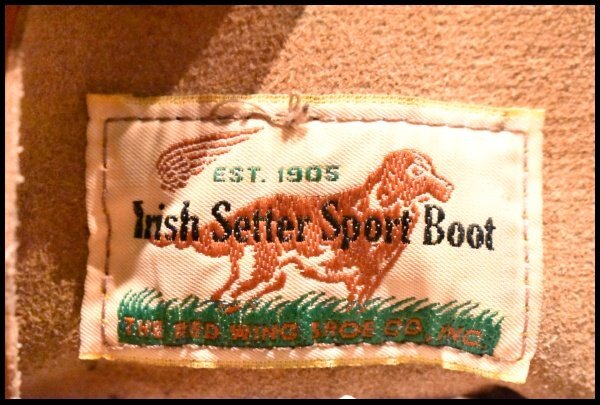 EST. 1905
Irish Setter Sport Boot
THE RED WING SHOE CO., INC.